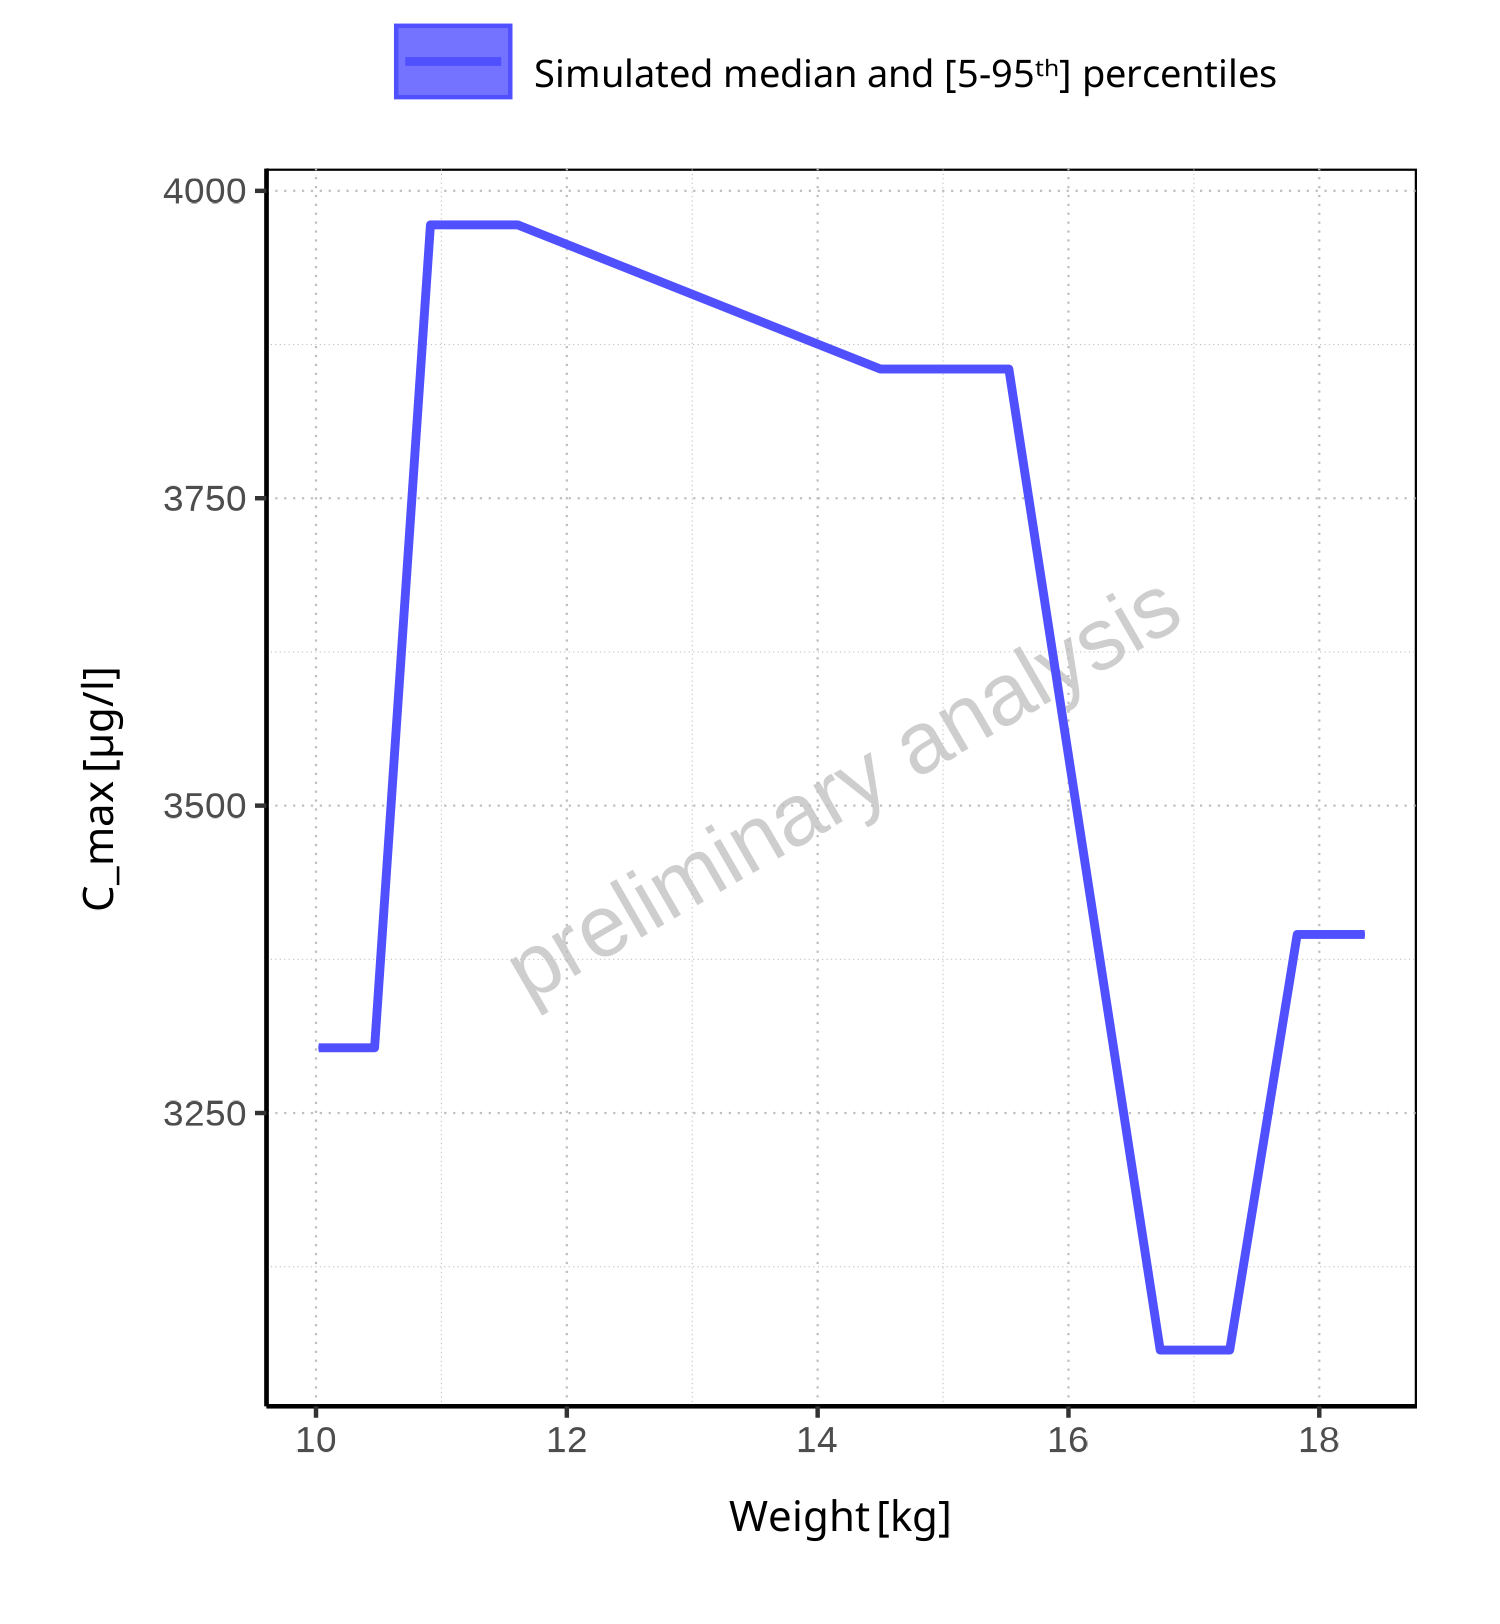 Simulated median and [5-95ᵗʰ] percentiles
4000
3750
3500
3250
C_max [µg/l]
preliminary analysis
10 12 14 16 18
Weight [kg]